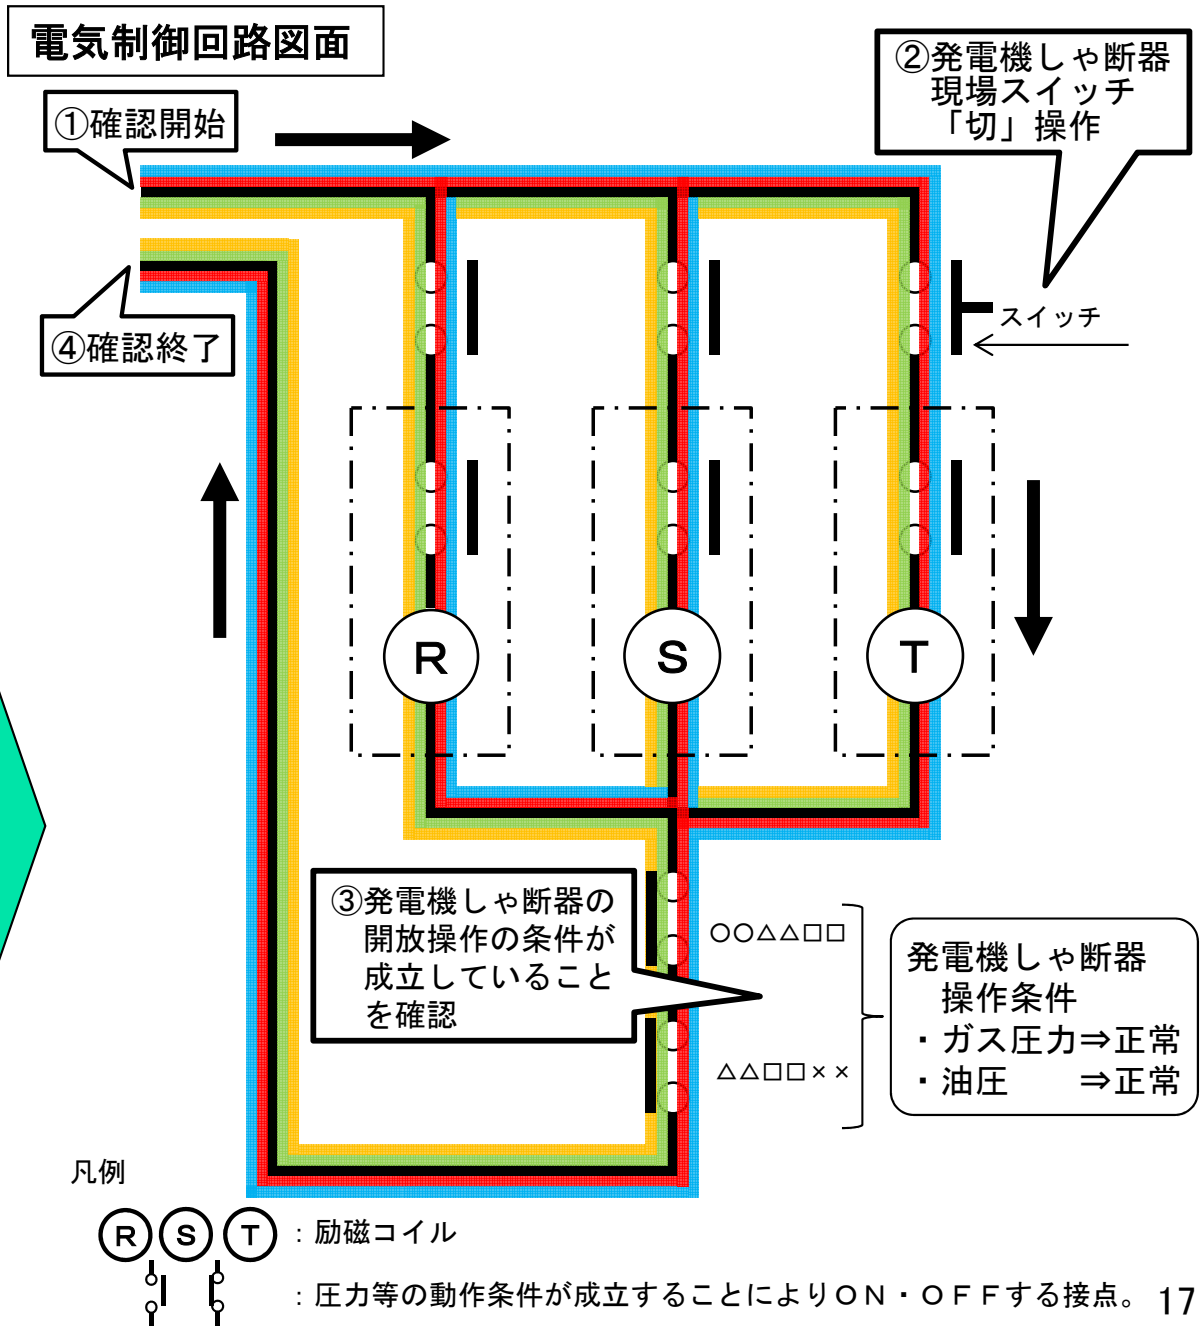 電気制御回路図面
①確認開始
②発電機しゃ断器
現場スイッチ
「切」操作
スイッチ
④確認終了
R
S
T
③発電機しゃ断器の
開放操作の条件が
成立していること
を確認
○○△△□□
△△□□××
発電機しゃ断器
操作条件
・ガス圧力⇒正常
・油圧 ⇒正常
凡例
R S T ：励磁コイル
：圧力等の動作条件が成立することによりＯＮ・ＯＦＦする接点。
17